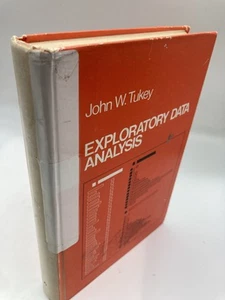 John W. Tukey
EXPLORATORY DATA
ANALYSIS